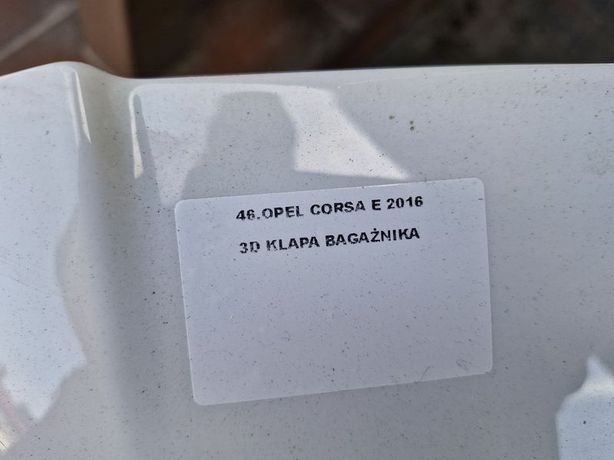 46.OPEL CORSA E 2016
3D KLAPA BAGAŻNIKA